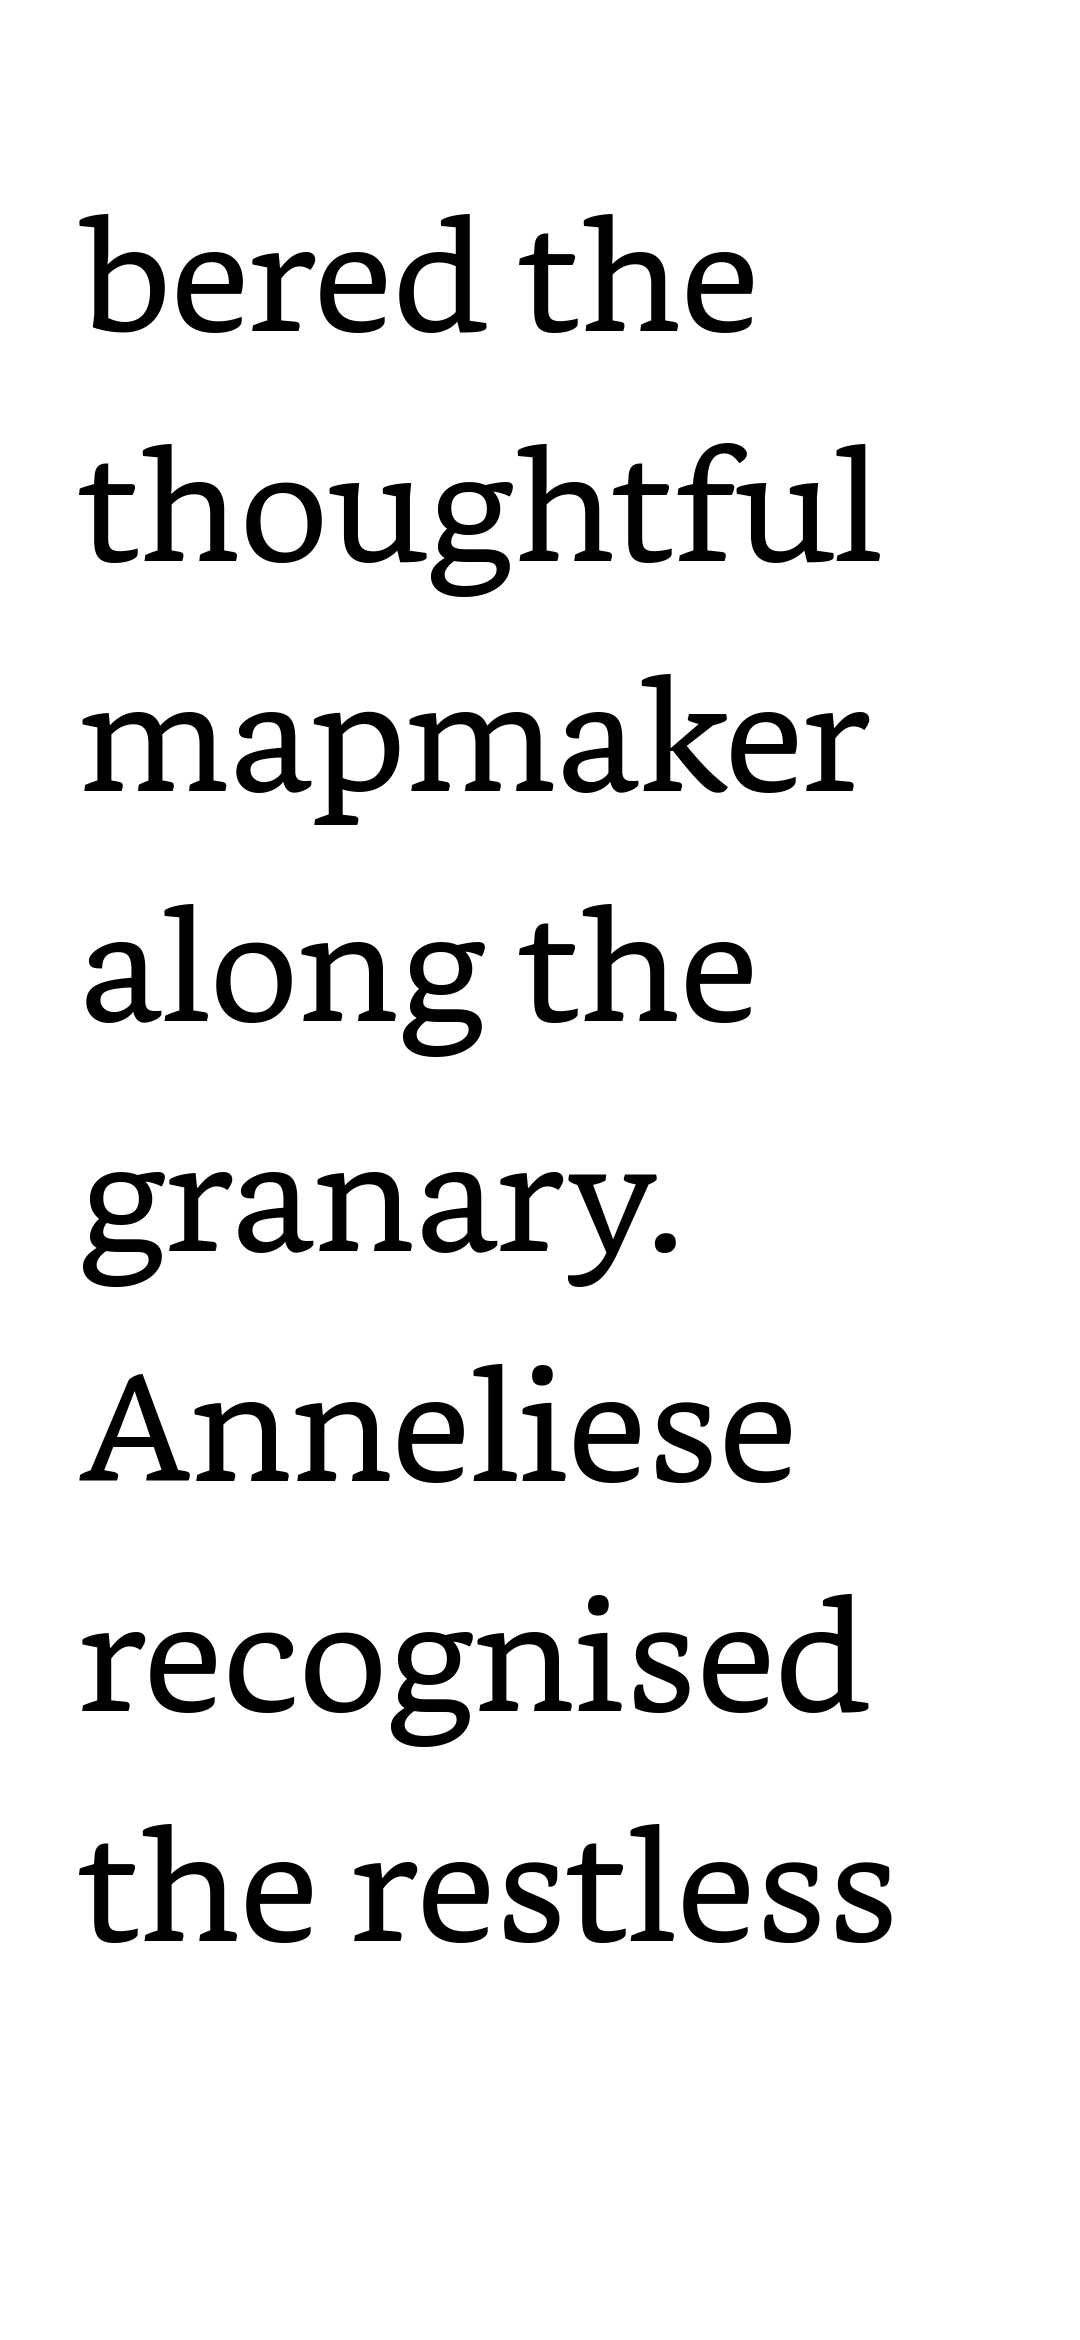 bered the
thoughtful
mapmaker
along the
granary.
Anneliese
recognised
the restless